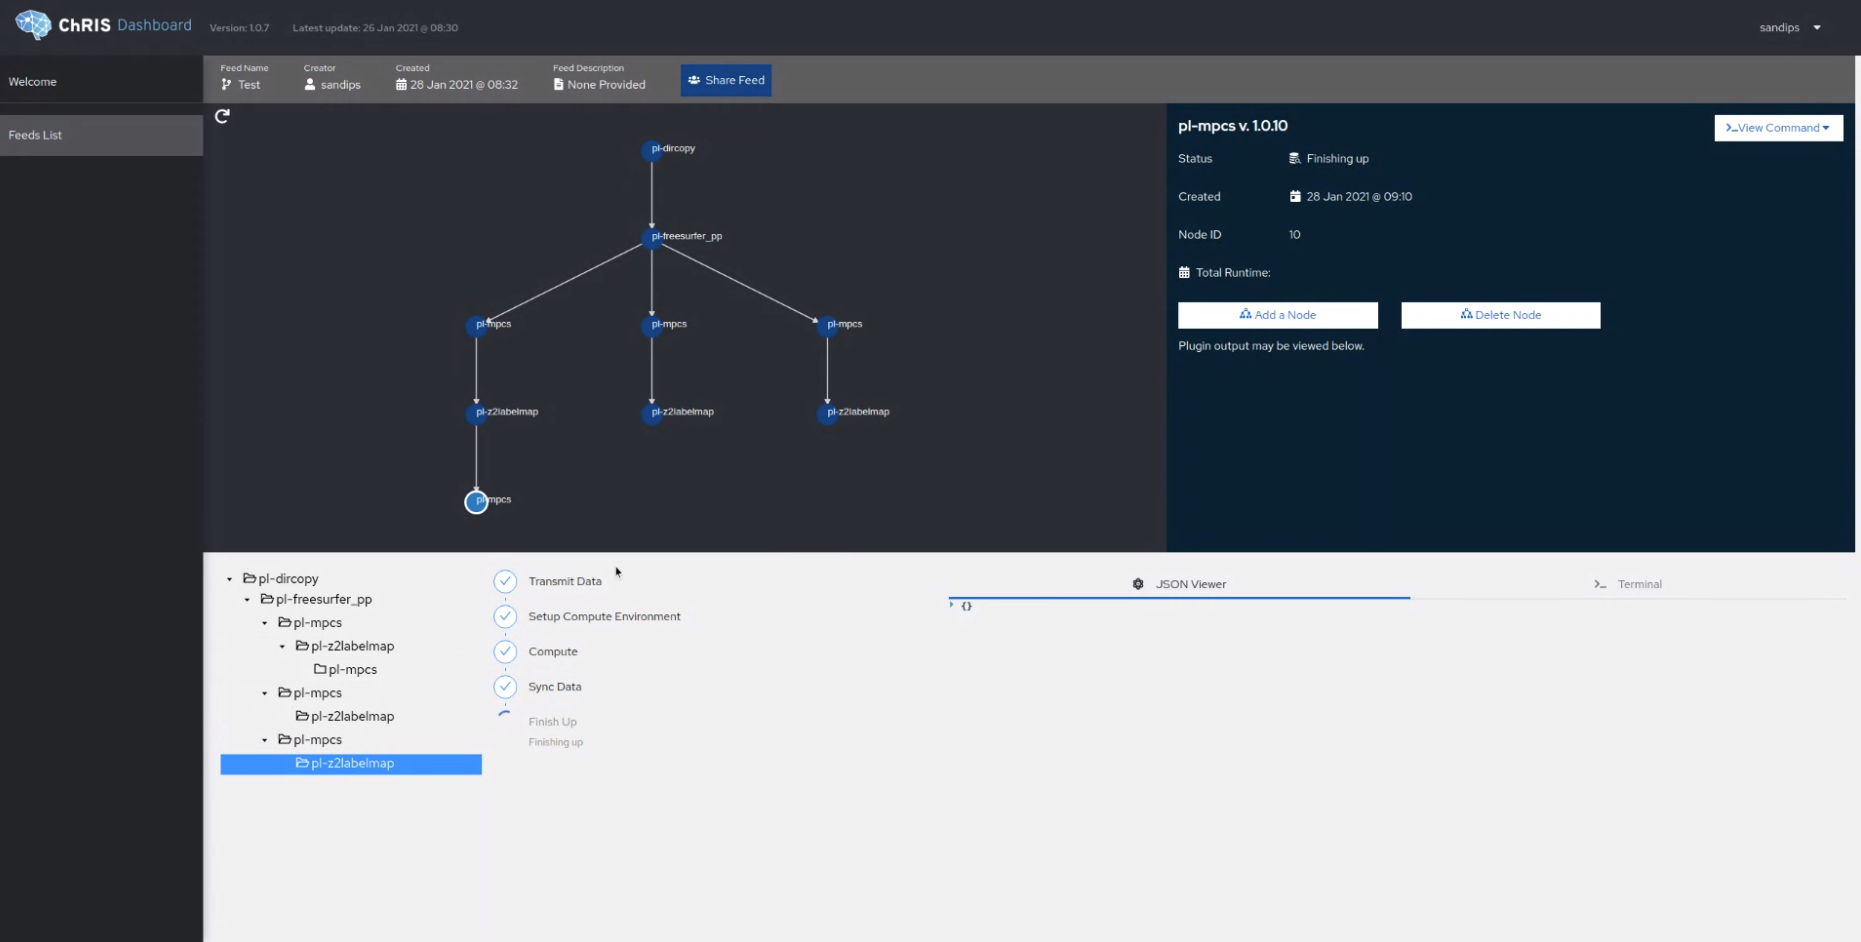 ChRIS Dashboard Version: 1.0.7 Latest update: 26 Jan 2021 @ 08:30 sandips
Welcome
Feeds List
Feed Name Creator Created Feed Description
Test sandips 28 Jan 2021 @ 08:32 None Provided Share Feed
pl-dircopy
pl-freesurfer_pp
pl-mpcs pl-mpcs pl-mpcs
pl-z2labelmap pl-z2labelmap pl-z2labelmap
pl-mpcs
pl-mpcs v. 1.0.10
>_View Command
Status Finishing up
Created 28 Jan 2021 @ 09:10
Node ID 10
Total Runtime:
Add a Node Delete Node
Plugin output may be viewed below.
pl-dircopy
pl-freesurfer_pp
pl-mpcs
pl-z2labelmap
pl-mpcs
pl-mpcs
pl-z2labelmap
pl-mpcs
pl-z2labelmap
Transmit Data
Setup Compute Environment
Compute
Sync Data
Finish Up
Finishing up
JSON Viewer >_ Terminal
{}